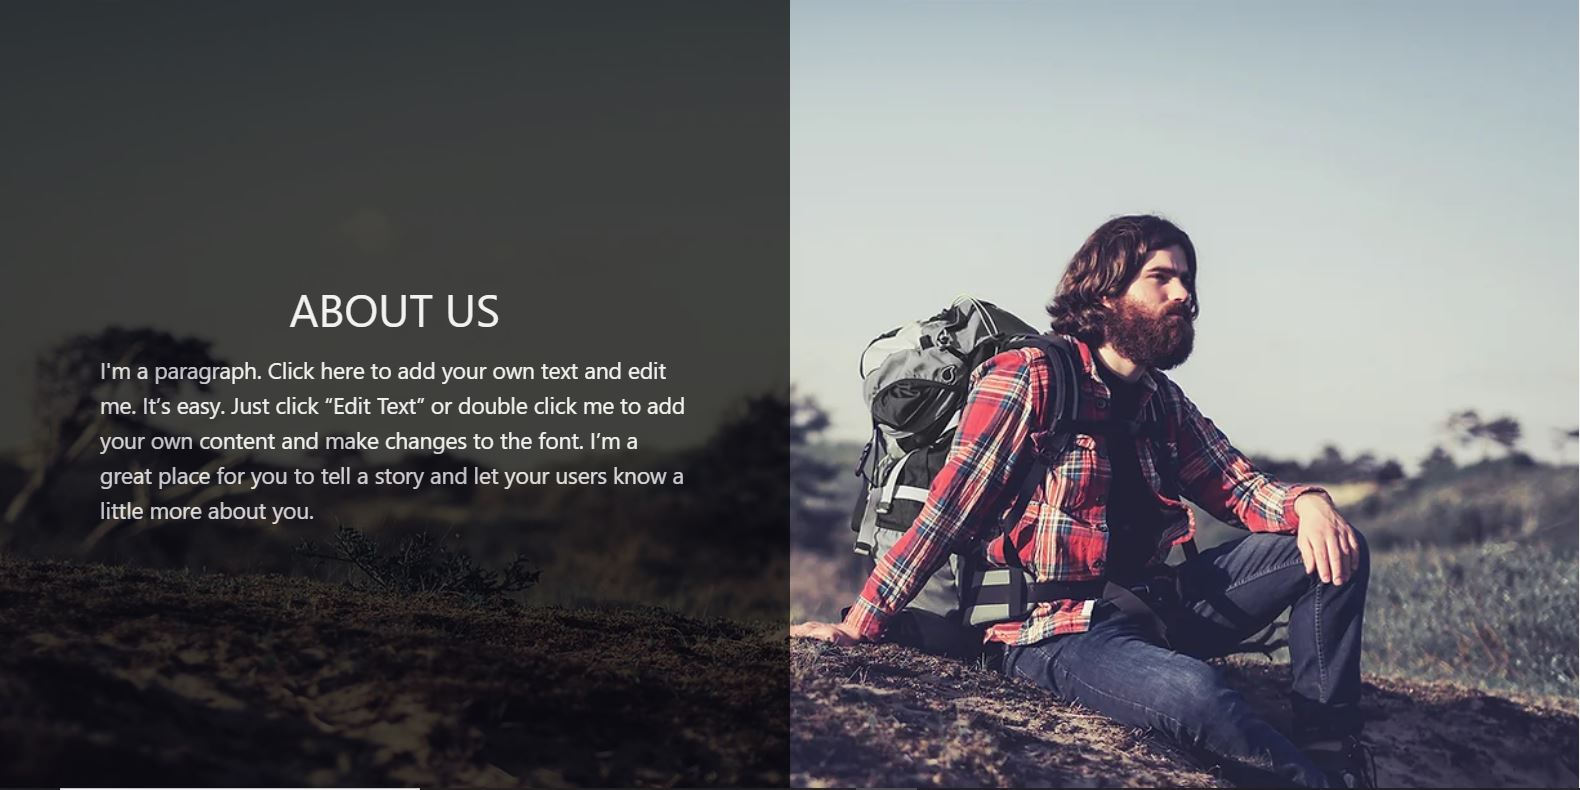 ABOUT US
I'm a paragraph. Click here to add your own text and edit
me. It’s easy. Just click “Edit Text” or double click me to add
your own content and make changes to the font. I’m a
great place for you to tell a story and let your users know a
little more about you.